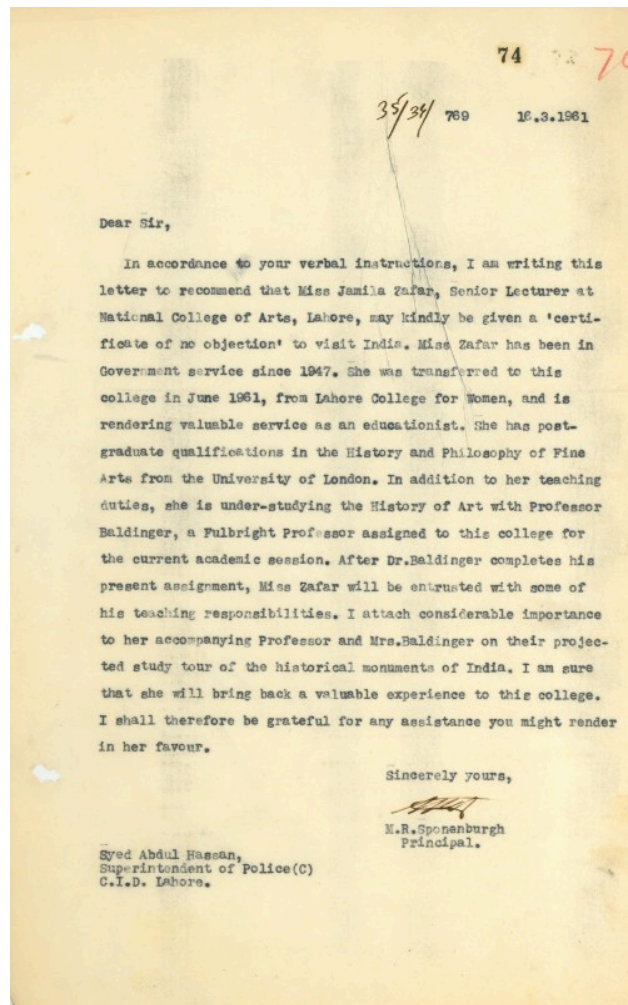 74
35/34/ 769 16.3.1961
Dear Sir,
In accordance to your verbal instructions, I am writing this
letter to recommend that Miss Jamila Zafar, Senior Lecturer at
National College of Arts, Lahore, may kindly be given a 'certi-
ficate of no objection' to visit India. Miss Zafar has been in
Government service since 1947. She was transferred to this
college in June 1961, from Lahore College for Women, and is
rendering valuable service as an educationist. She has post-
graduate qualifications in the History and Philosophy of Fine
Arts from the University of London. In addition to her teaching
duties, she is under-studying the History of Art with Professor
Baldinger, a Fulbright Professor assigned to this college for
the current academic session. After Dr.Baldinger completes his
present assignment, Miss Zafar will be entrusted with some of
his teaching responsibilities. I attach considerable importance
to her accompanying Professor and Mrs.Baldinger on their projec-
ted study tour of the historical monuments of India. I am sure
that she will bring back a valuable experience to this college.
I shall therefore be grateful for any assistance you might render
in her favour.
Sincerely yours,
M.R.Sponenburgh
Principal.
Syed Abdul Hassan,
Superintendent of Police(C)
C.I.D. Lahore.